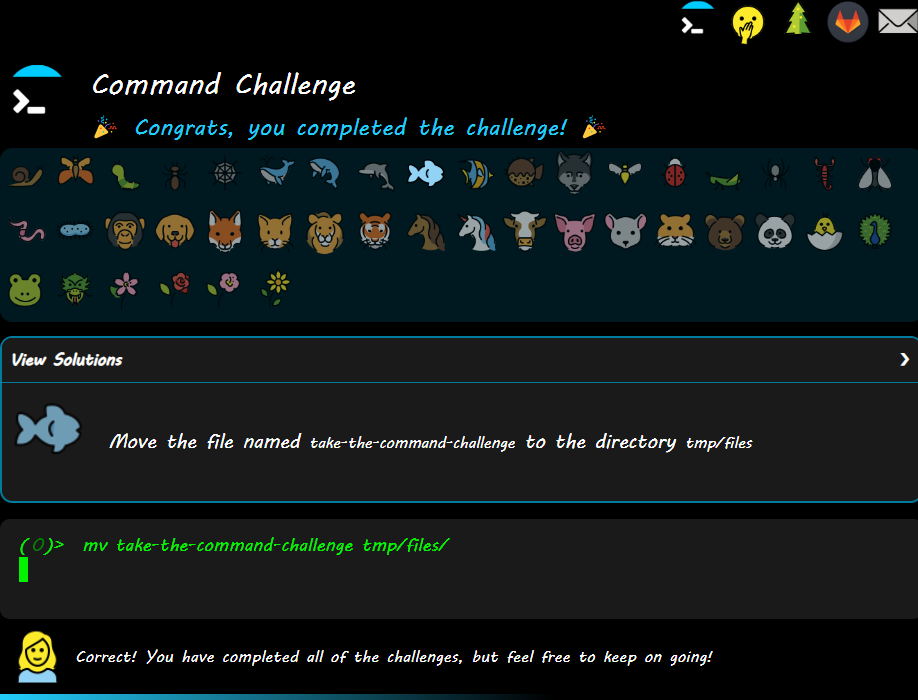 Command Challenge
🎉 Congrats, you completed the challenge! 🎉
View Solutions ❯
Move the file named take-the-command-challenge to the directory tmp/files
(0)> mv take-the-command-challenge tmp/files/
Correct! You have completed all of the challenges, but feel free to keep on going!